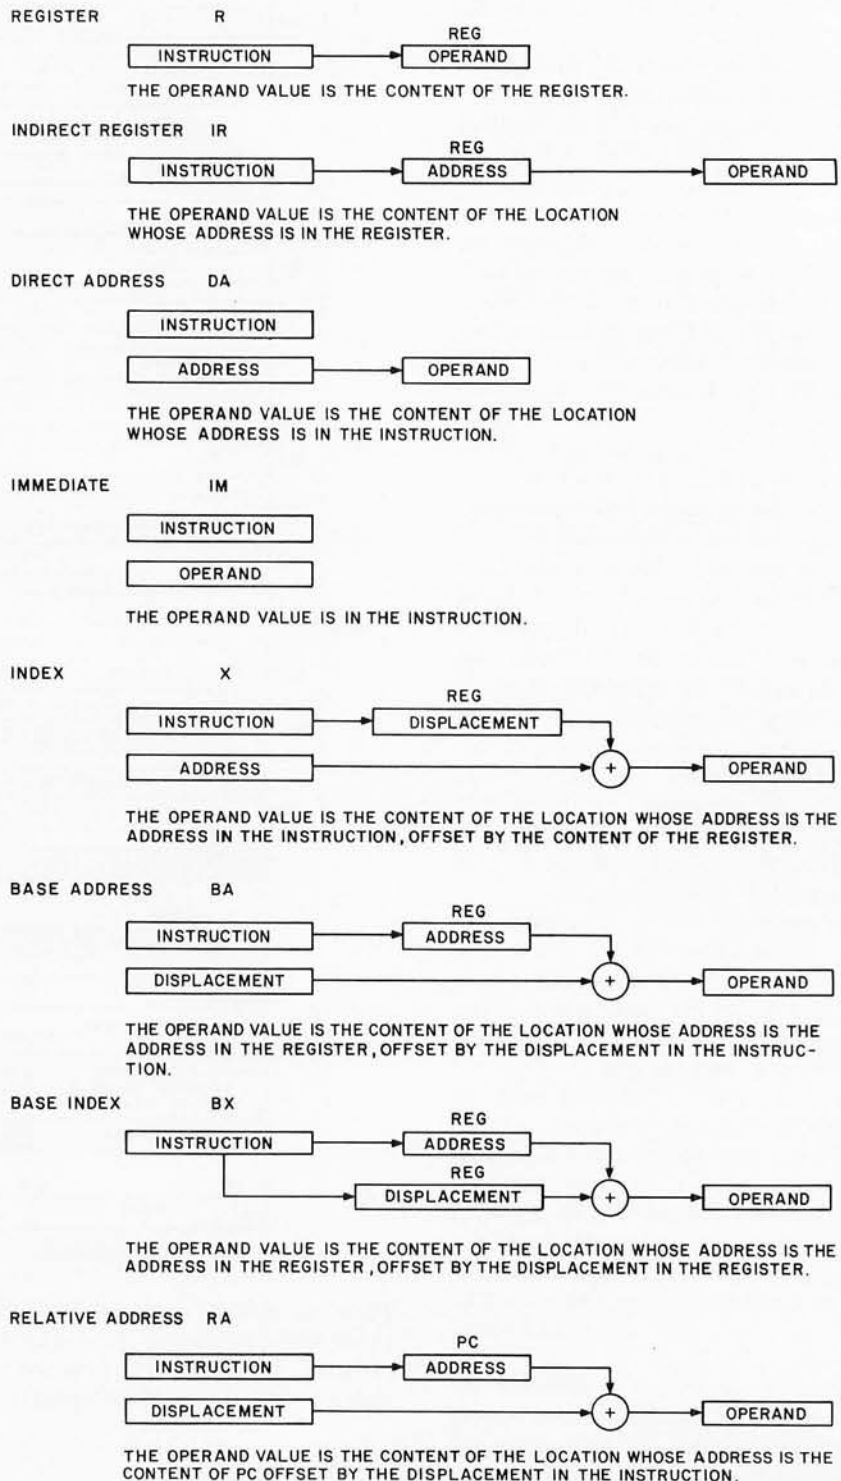 REGISTER R
REG
INSTRUCTION OPERAND
THE OPERAND VALUE IS THE CONTENT OF THE REGISTER.
INDIRECT REGISTER IR
REG
INSTRUCTION ADDRESS OPERAND
THE OPERAND VALUE IS THE CONTENT OF THE LOCATION
WHOSE ADDRESS IS IN THE REGISTER.
DIRECT ADDRESS DA
INSTRUCTION
ADDRESS OPERAND
THE OPERAND VALUE IS THE CONTENT OF THE LOCATION
WHOSE ADDRESS IS IN THE INSTRUCTION.
IMMEDIATE IM
INSTRUCTION
OPERAND
THE OPERAND VALUE IS IN THE INSTRUCTION.
INDEX X
REG
INSTRUCTION DISPLACEMENT
ADDRESS + OPERAND
THE OPERAND VALUE IS THE CONTENT OF THE LOCATION WHOSE ADDRESS IS THE
ADDRESS IN THE INSTRUCTION, OFFSET BY THE CONTENT OF THE REGISTER.
BASE ADDRESS BA
REG
INSTRUCTION ADDRESS
DISPLACEMENT + OPERAND
THE OPERAND VALUE IS THE CONTENT OF THE LOCATION WHOSE ADDRESS IS THE
ADDRESS IN THE REGISTER, OFFSET BY THE DISPLACEMENT IN THE INSTRUC-
TION.
BASE INDEX BX
REG
INSTRUCTION ADDRESS
REG
DISPLACEMENT + OPERAND
THE OPERAND VALUE IS THE CONTENT OF THE LOCATION WHOSE ADDRESS IS THE
ADDRESS IN THE REGISTER, OFFSET BY THE DISPLACEMENT IN THE REGISTER.
RELATIVE ADDRESS RA
PC
INSTRUCTION ADDRESS
DISPLACEMENT + OPERAND
THE OPERAND VALUE IS THE CONTENT OF THE LOCATION WHOSE ADDRESS IS THE
CONTENT OF PC OFFSET BY THE DISPLACEMENT IN THE INSTRUCTION.